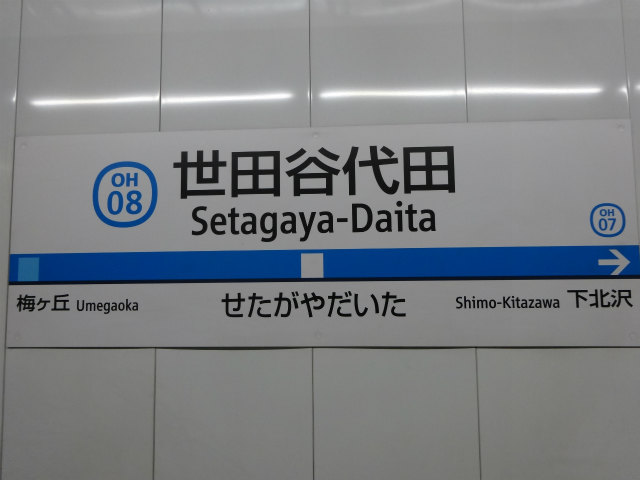 OH
08
世田谷代田
Setagaya-Daita
OH
07
梅ヶ丘 Umegaoka
せたがやだいた
Shimo-Kitazawa 下北沢